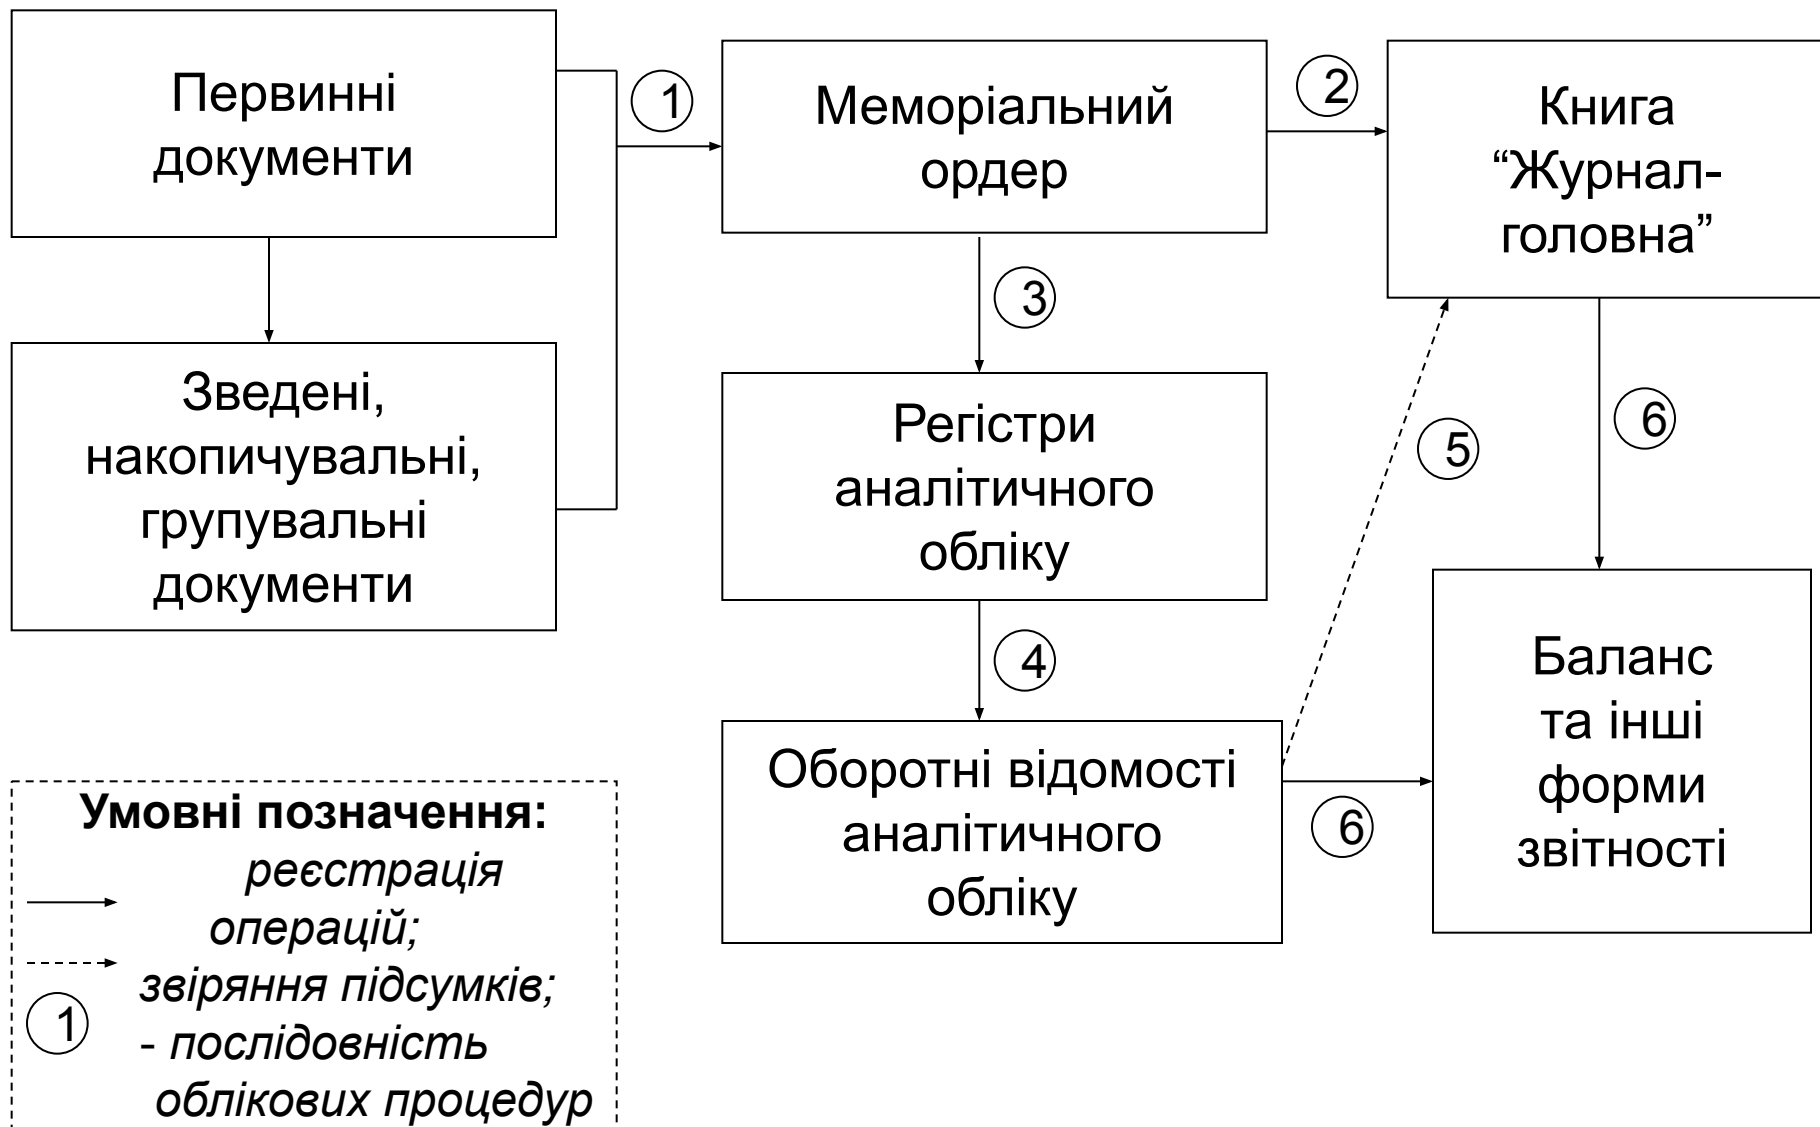 Первинні
документи
1
Меморіальний
ордер
2
Книга
“Журнал-
головна”
3
Зведені,
накопичувальні,
групувальні
документи
Регістри
аналітичного
обліку
5
6
4
Баланс
та інші
форми
звітності
Оборотні відомості
аналітичного
обліку
6
Умовні позначення:
реєстрація
операцій;
звіряння підсумків;
1
- послідовність
облікових процедур